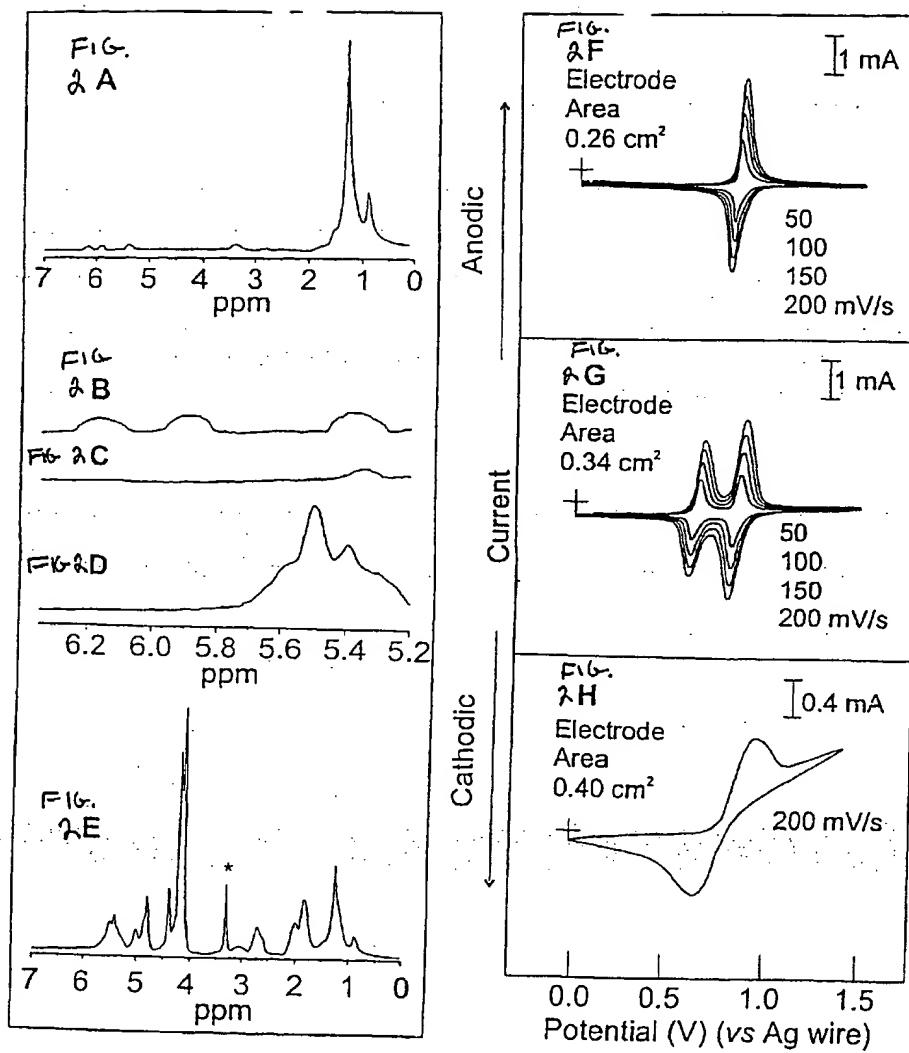 FIG.
2 A
7 6 5 4 3 2 1 0
ppm
FIG
2 B
FIG 2C
FIG 2D
6.2 6.0 5.8 5.6 5.4 5.2
ppm
FIG.
2E
*
7 6 5 4 3 2 1 0
ppm
Anodic
Current
Cathodic
FIG.
2F
1 mA
Electrode
Area
0.26 cm²
50
100
150
200 mV/s
FIG.
2G
1 mA
Electrode
Area
0.34 cm²
50
100
150
200 mV/s
FIG.
2H
0.4 mA
Electrode
Area
0.40 cm²
200 mV/s
0.0 0.5 1.0 1.5
Potential (V) (vs Ag wire)